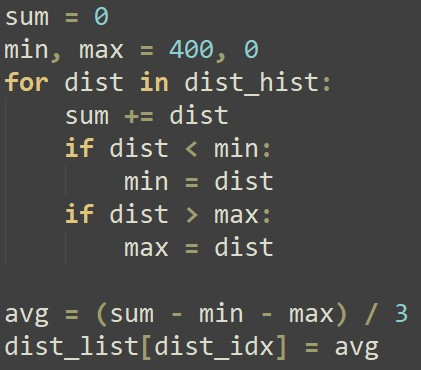 sum = 0
min, max = 400, 0
for dist in dist_hist:
    sum += dist
    if dist < min:
        min = dist
    if dist > max:
        max = dist

avg = (sum - min - max) / 3
dist_list[dist_idx] = avg